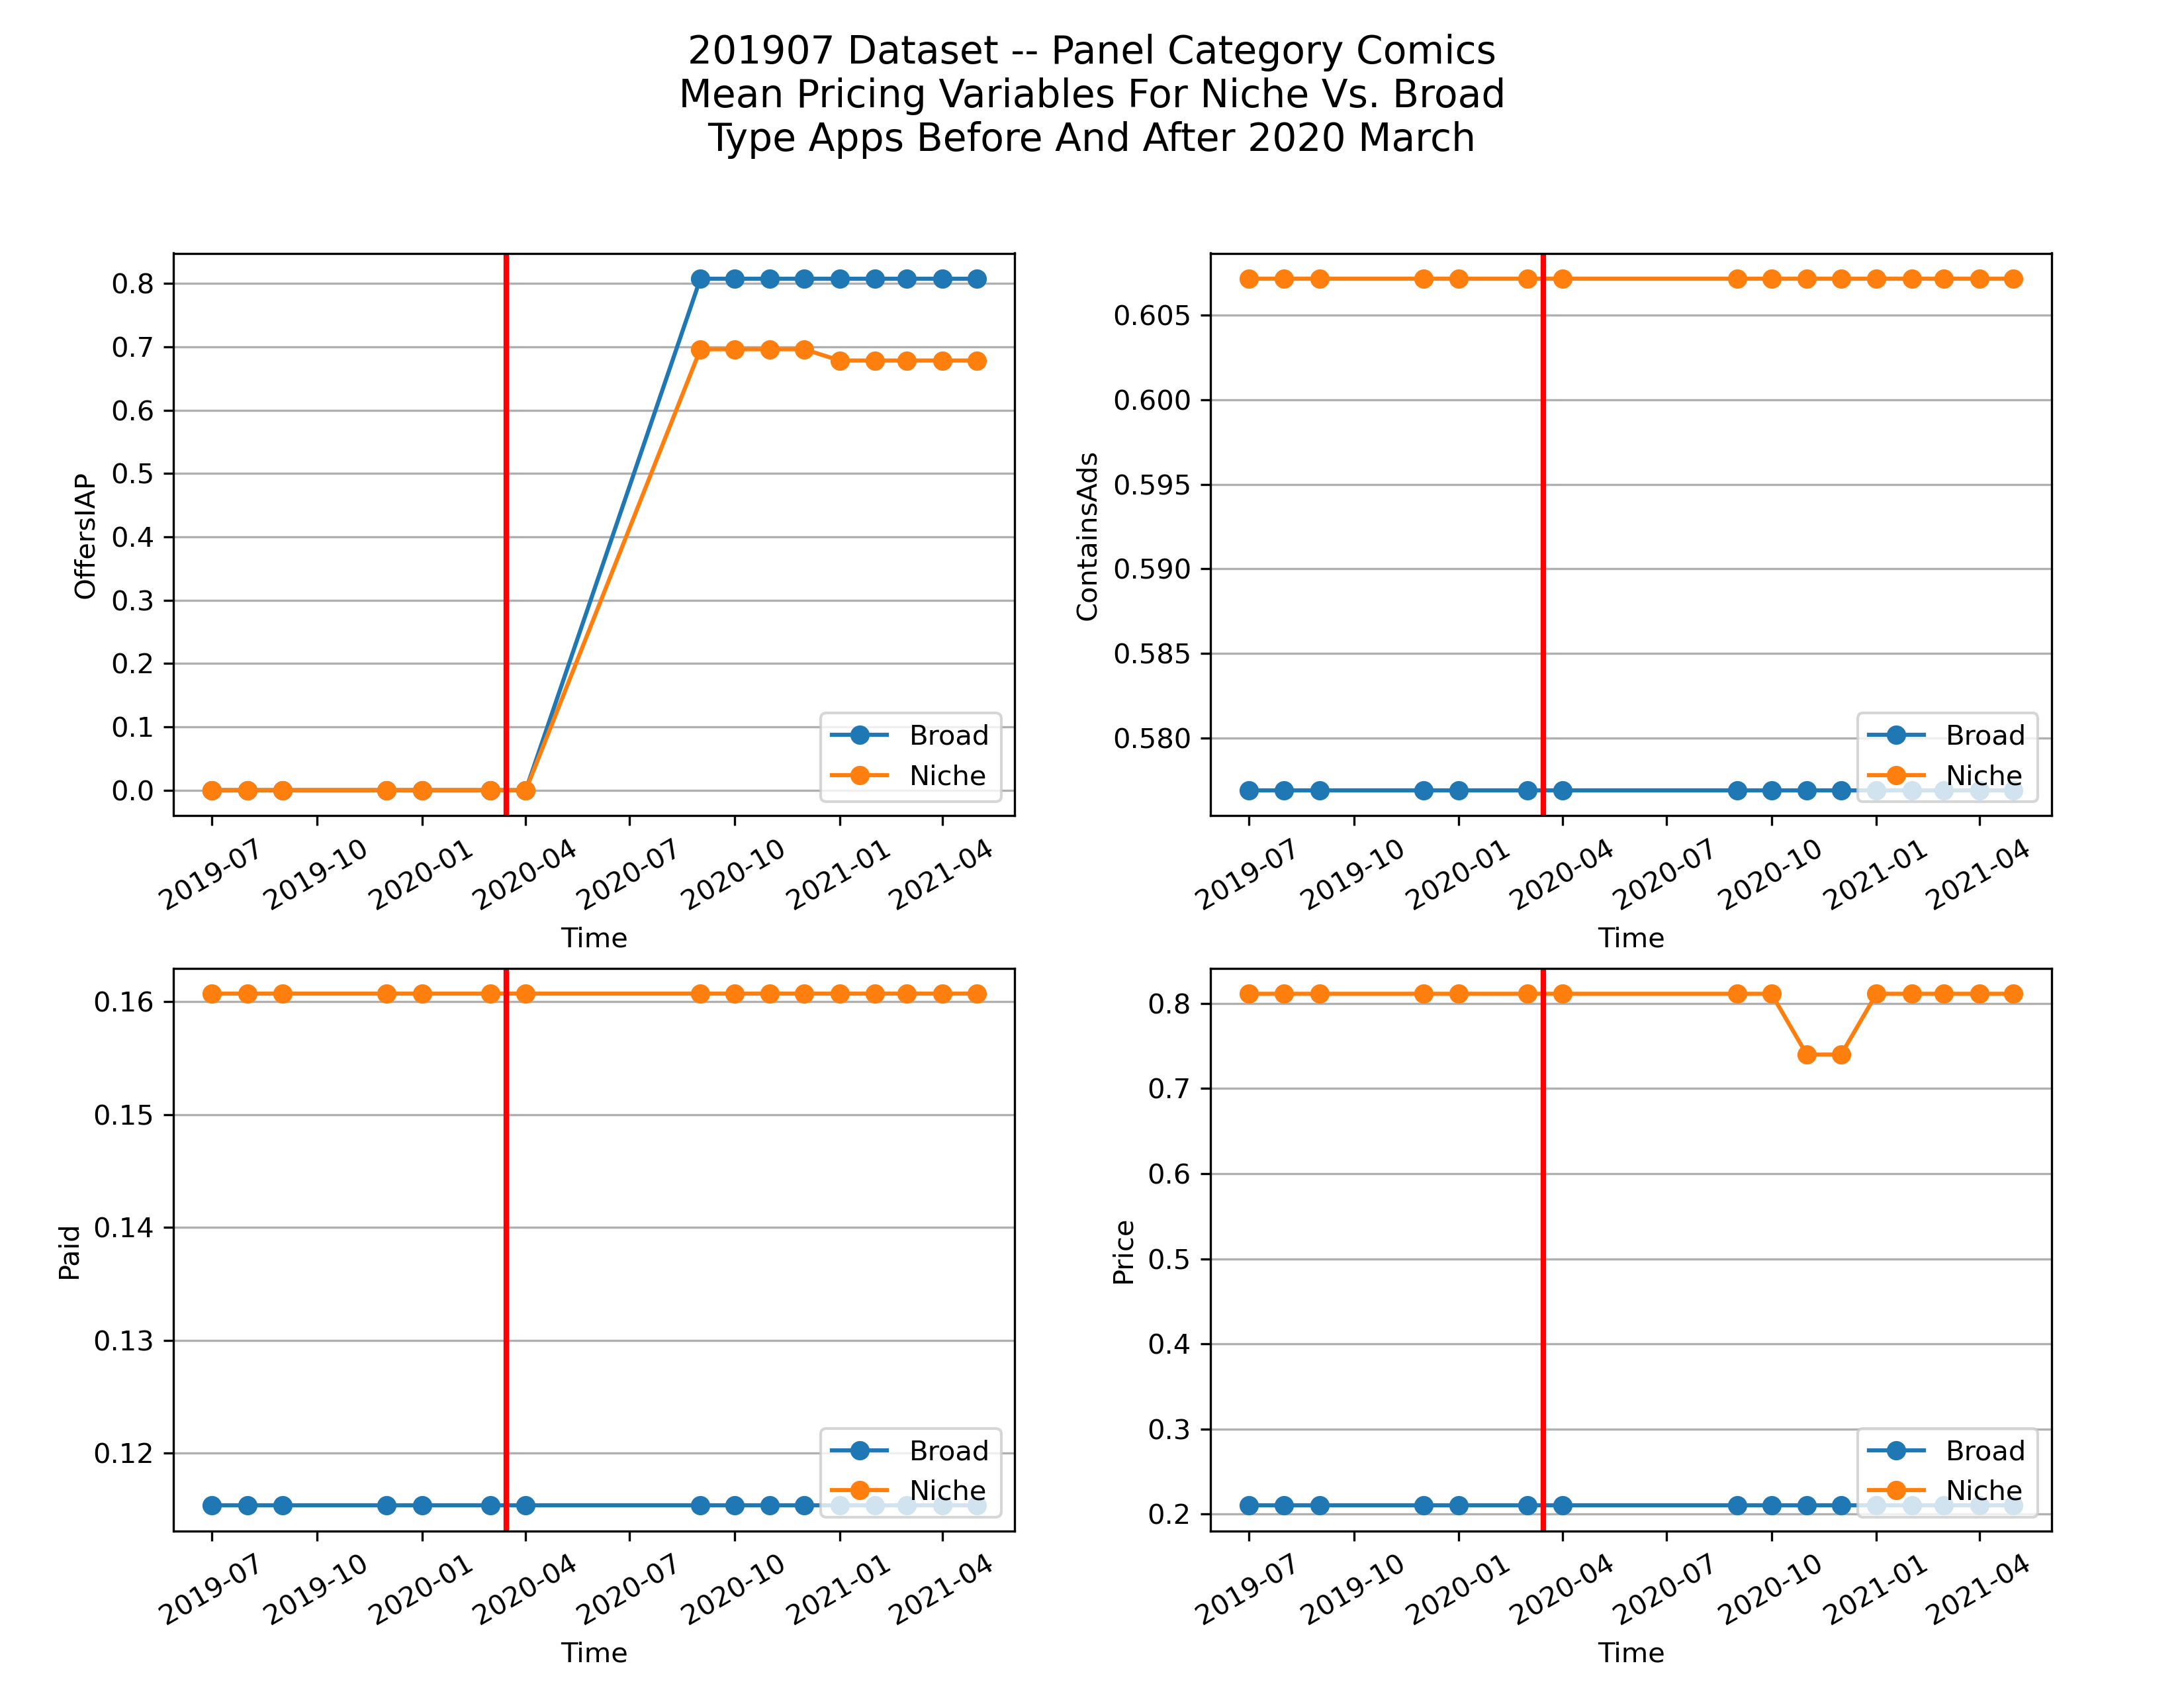 201907 Dataset -- Panel Category Comics
Mean Pricing Variables For Niche Vs. Broad
Type Apps Before And After 2020 March
OffersIAP
0.8
0.7
0.6
0.5
0.4
0.3
0.2
0.1
0.0
Broad
Niche
2019-07 2019-10 2020-01 2020-04 2020-07 2020-10 2021-01 2021-04
Time
ContainsAds
0.605
0.600
0.595
0.590
0.585
0.580
Broad
Niche
2019-07 2019-10 2020-01 2020-04 2020-07 2020-10 2021-01 2021-04
Time
Paid
0.16
0.15
0.14
0.13
0.12
Broad
Niche
2019-07 2019-10 2020-01 2020-04 2020-07 2020-10 2021-01 2021-04
Time
Price
0.8
0.7
0.6
0.5
0.4
0.3
0.2
Broad
Niche
2019-07 2019-10 2020-01 2020-04 2020-07 2020-10 2021-01 2021-04
Time